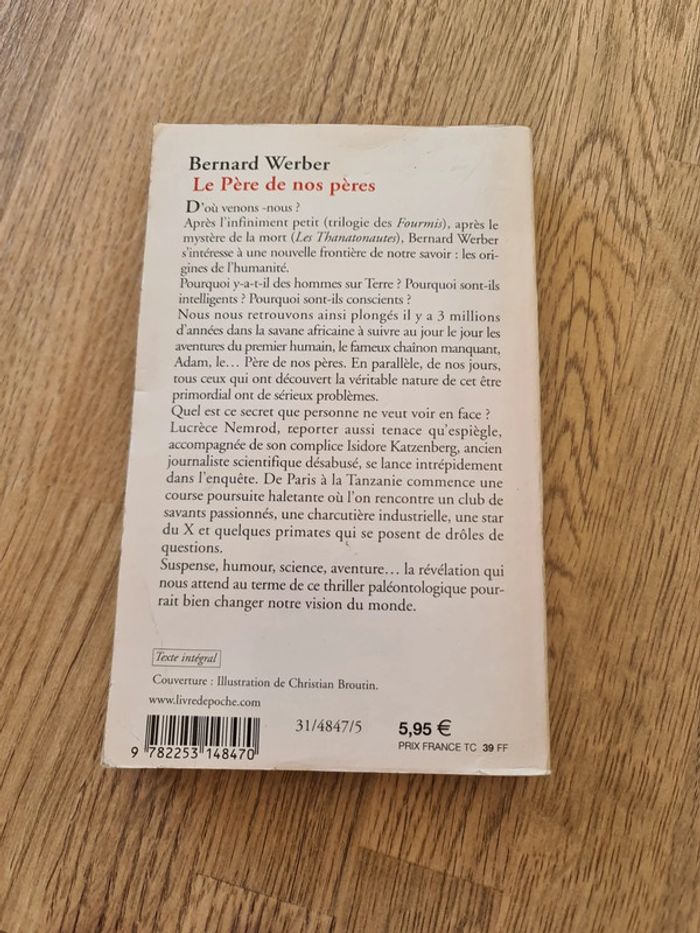 Bernard Werber
Le Père de nos pères
D'où venons -nous ?
Après l'infiniment petit (trilogie des Fourmis), après le
mystère de la mort (Les Thanatonautes), Bernard Werber
s'intéresse à une nouvelle frontière de notre savoir : les ori-
gines de l'humanité.
Pourquoi y-a-t-il des hommes sur Terre ? Pourquoi sont-ils
intelligents ? Pourquoi sont-ils conscients ?
Nous nous retrouvons ainsi plongés il y a 3 millions
d'années dans la savane africaine à suivre au jour le jour les
aventures du premier humain, le fameux chaînon manquant,
Adam, le... Père de nos pères. En parallèle, de nos jours,
tous ceux qui ont découvert la véritable nature de cet être
primordial ont de sérieux problèmes.
Quel est ce secret que personne ne veut voir en face ?
Lucrèce Nemrod, reporter aussi tenace qu'espiègle,
accompagnée de son complice Isidore Katzenberg, ancien
journaliste scientifique désabusé, se lance intrépidement
dans l'enquête. De Paris à la Tanzanie commence une
course poursuite haletante où l'on rencontre un club de
savants passionnés, une charcutière industrielle, une star
du X et quelques primates qui se posent de drôles de
questions.
Suspense, humour, science, aventure... la révélation qui
nous attend au terme de ce thriller paléontologique pour-
rait bien changer notre vision du monde.
Texte intégral
Couverture : Illustration de Christian Broutin.
www.livredepoche.com
31/4847/5
5,95 €
PRIX FRANCE TC 39 FF
9 782253 148470